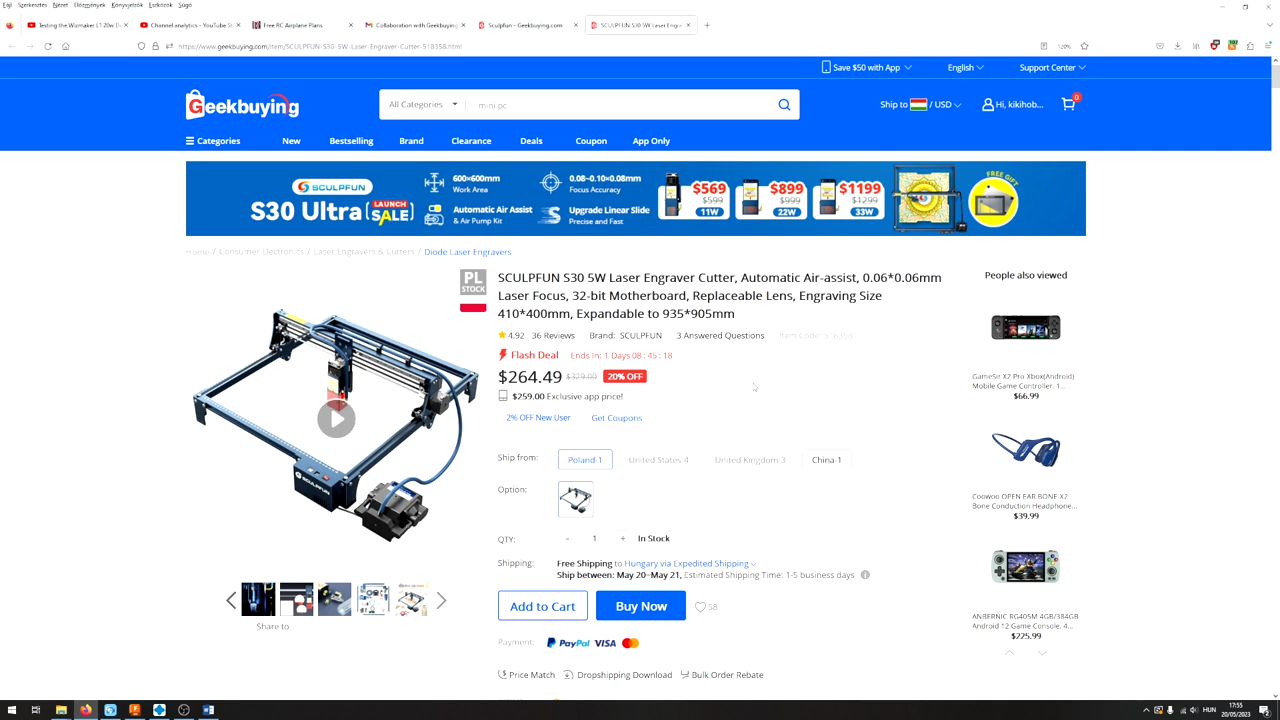 Fájl Szerkesztés Nézet Előzmények Könyvjelzők Eszközök Súgó
Channel analytics - YouTube St
Free RC Airplane Plans
Collaboration with Geekbuying
Sculpfun - Geekbuying.com
SCULPFUN S30 5W Laser Engrav
https://www.geekbuying.com/item/SCULPFUN-S30-5W-Laser-Engraver-Cutter-518358.html
120%
Save $50 with App
English
Support Center
Geekbuying
All Categories
mini pc
Ship to / USD
Hi, kikihob...
0
Categories
New
Bestselling
Brand
Clearance
Deals
Coupon
App Only
SCULPFUN
S30 Ultra LAUNCH SALE
600×600mm Work Area
0.08~0.10×0.08mm Focus Accuracy
Automatic Air Assist & Air Pump Kit
Upgrade Linear Slide Precise and Fast
$569 $599 11W
$899 $999 22W
$1199 $1299 33W
FREE GIFT
Home / Consumer Electronics / Laser Engravers & Cutters / Diode Laser Engravers
PL STOCK
SCULPFUN S30 5W Laser Engraver Cutter, Automatic Air-assist, 0.06*0.06mm
Laser Focus, 32-bit Motherboard, Replaceable Lens, Engraving Size
410*400mm, Expandable to 935*905mm
4.92 36 Reviews Brand: SCULPFUN 3 Answered Questions Item Code: 518358
Flash Deal Ends In: 1 Days 08 : 45 : 18
$264.49 $329.00 20% OFF
$259.00 Exclusive app price!
2% OFF New User Get Coupons
Ship from: Poland-1 United States-4 United Kingdom-3 China-1
Option:
QTY: - 1 + In Stock
Shipping: Free Shipping to Hungary via Expedited Shipping
Ship between: May 20~May 21, Estimated Shipping Time: 1-5 business days
Add to Cart
Buy Now
58
Payment: PayPal VISA
Price Match Dropshipping Download Bulk Order Rebate
SCULPFUN
Share to
People also viewed
GameSir X2 Pro Xbox(Android)
Mobile Game Controller. 1...
$66.99
Coowoo OPEN EAR BONE X2
Bone Conduction Headphone...
$39.99
ANBERNIC RG405M 4GB/384GB
Android 12 Game Console. 4...
$225.99
HUN
17:55
20/05/2023